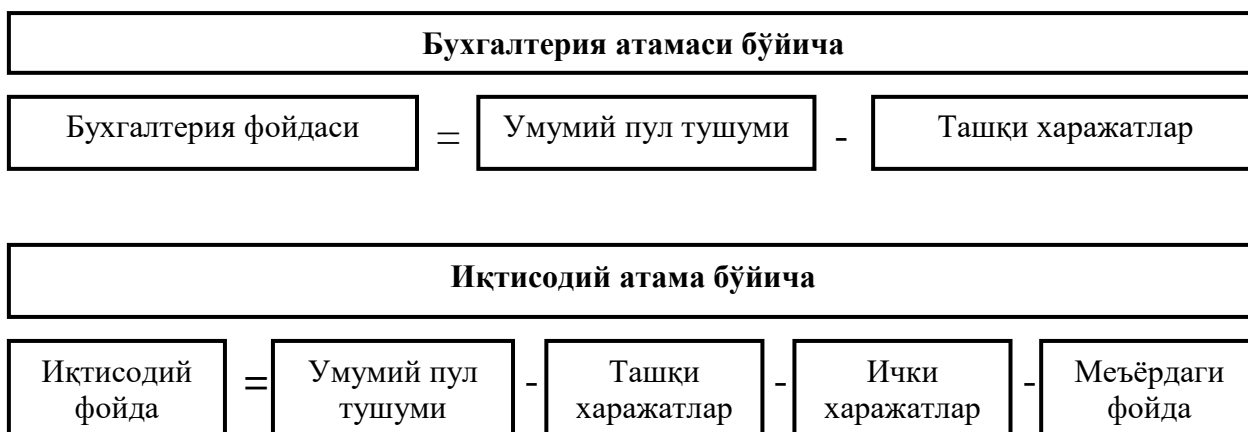 Бухгалтерия атамаси бўйича
Бухгалтерия фойдаси = Умумий пул тушуми - Ташқи харажатлар
Иқтисодий атама бўйича
Иқтисодий фойда = Умумий пул тушуми - Ташқи харажатлар - Ички харажатлар - Меъёрдаги фойда